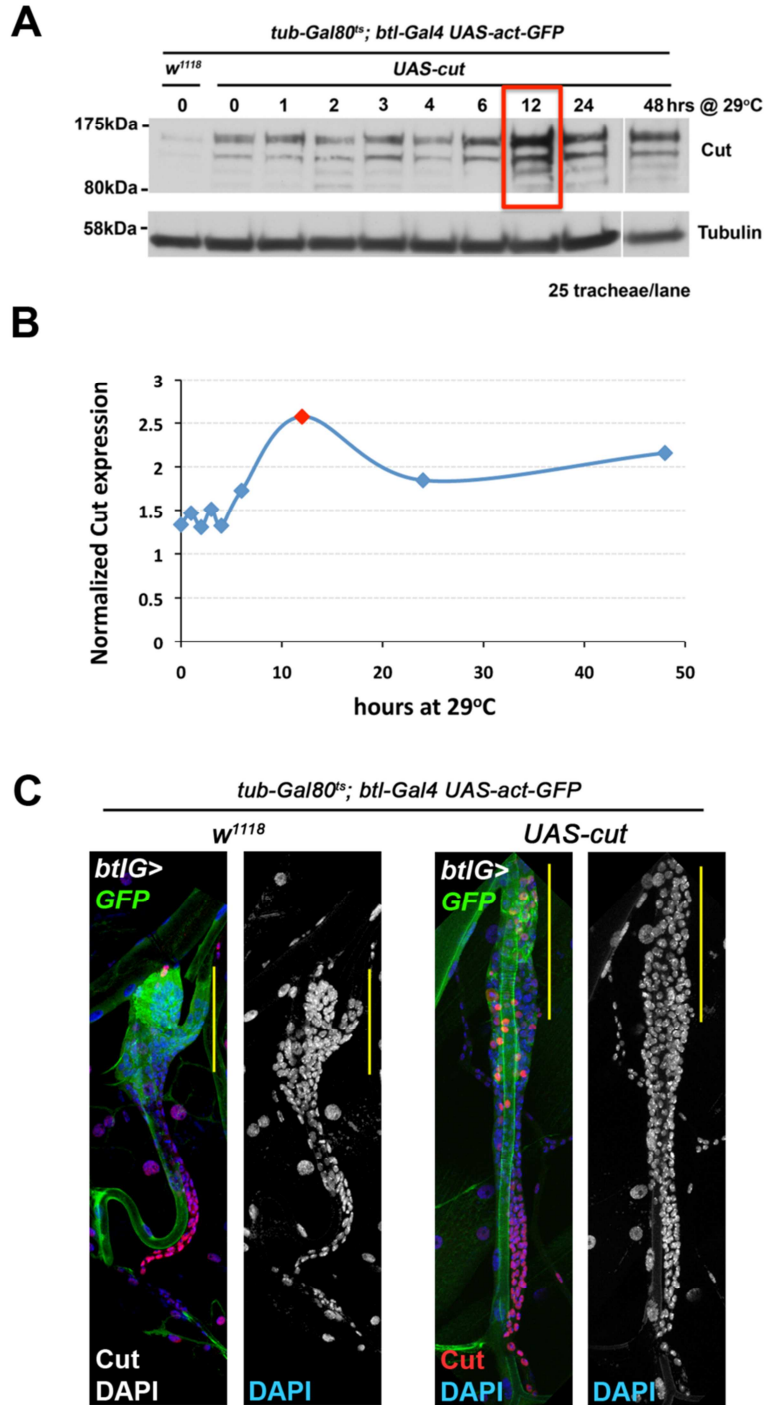 A
tub-Gal80ts; btl-Gal4 UAS-act-GFP
w1118 UAS-cut
0 0 1 2 3 4 6 12 24 48 hrs @ 29oC
175kDa
Cut
80kDa
58kDa
Tubulin
25 tracheae/lane
B
Normalized Cut expression
3
2.5
2
1.5
1
0.5
0
0 10 20 30 40 50
hours at 29oC
C
tub-Gal80ts; btl-Gal4 UAS-act-GFP
w1118 UAS-cut
btlG> btlG>
GFP GFP
Cut Cut
DAPI DAPI DAPI DAPI